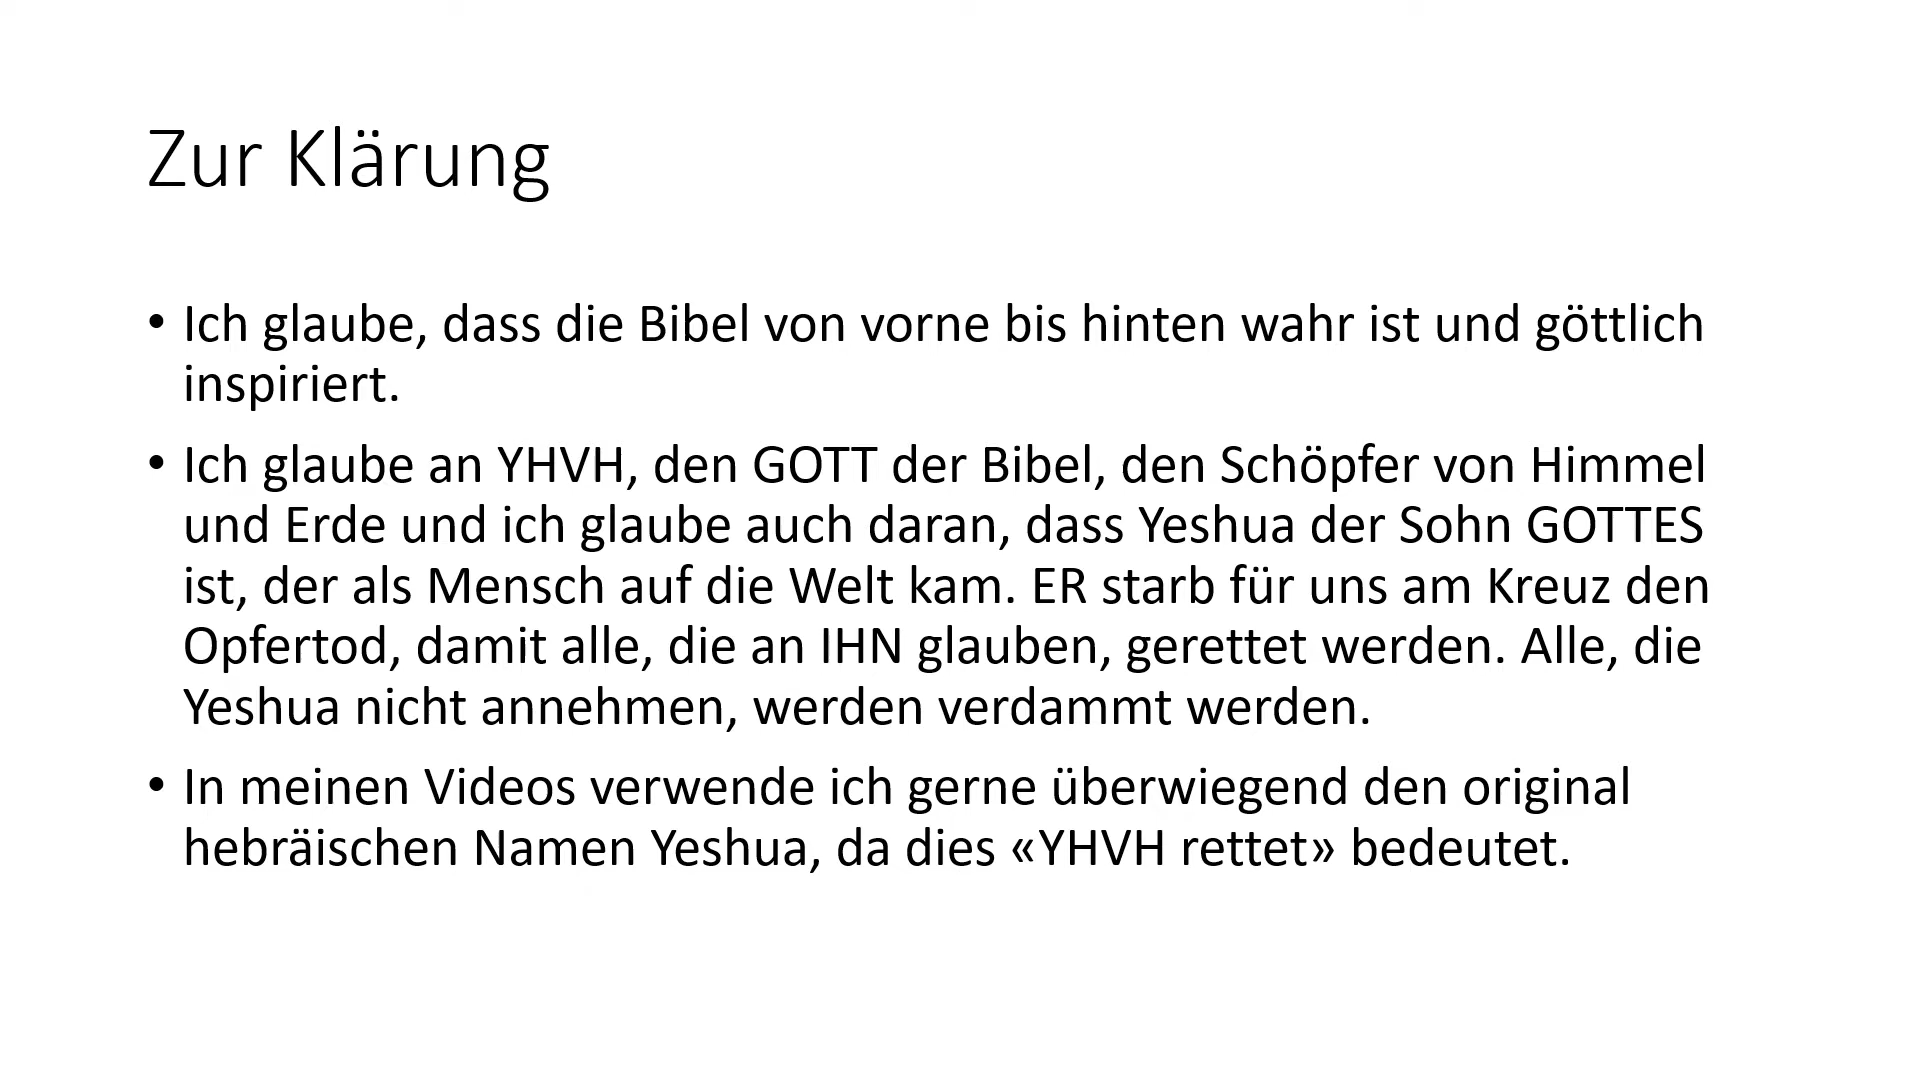 Zur Klärung
• Ich glaube, dass die Bibel von vorne bis hinten wahr ist und göttlich
inspiriert.
• Ich glaube an YHVH, den GOTT der Bibel, den Schöpfer von Himmel
und Erde und ich glaube auch daran, dass Yeshua der Sohn GOTTES
ist, der als Mensch auf die Welt kam. ER starb für uns am Kreuz den
Opfertod, damit alle, die an IHN glauben, gerettet werden. Alle, die
Yeshua nicht annehmen, werden verdammt werden.
• In meinen Videos verwende ich gerne überwiegend den original
hebräischen Namen Yeshua, da dies «YHVH rettet» bedeutet.